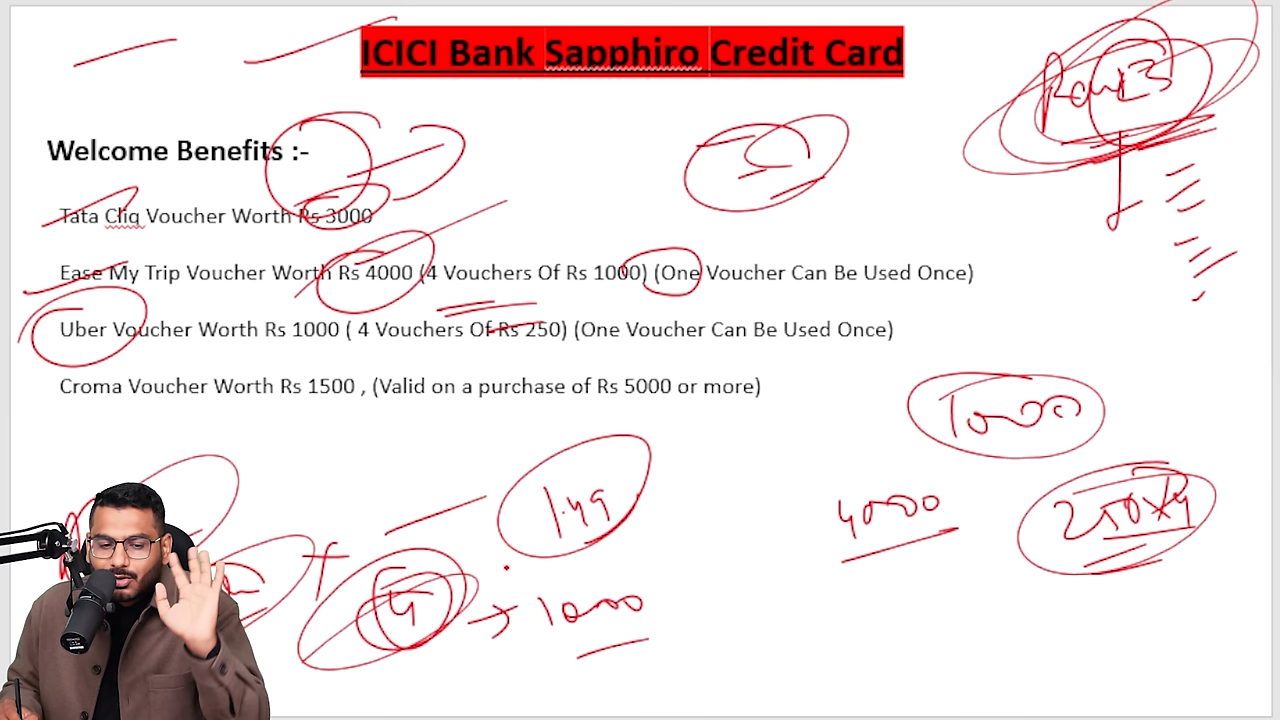 ICICI Bank Sapphiro Credit Card
Welcome Benefits :-
Tata Cliq Voucher Worth Rs 3000
Ease My Trip Voucher Worth Rs 4000 (4 Vouchers Of Rs 1000) (One Voucher Can Be Used Once)
Uber Voucher Worth Rs 1000 ( 4 Vouchers Of Rs 250) (One Voucher Can Be Used Once)
Croma Voucher Worth Rs 1500 , (Valid on a purchase of Rs 5000 or more)
1000
1.49
4000
250x4
4 → 1000